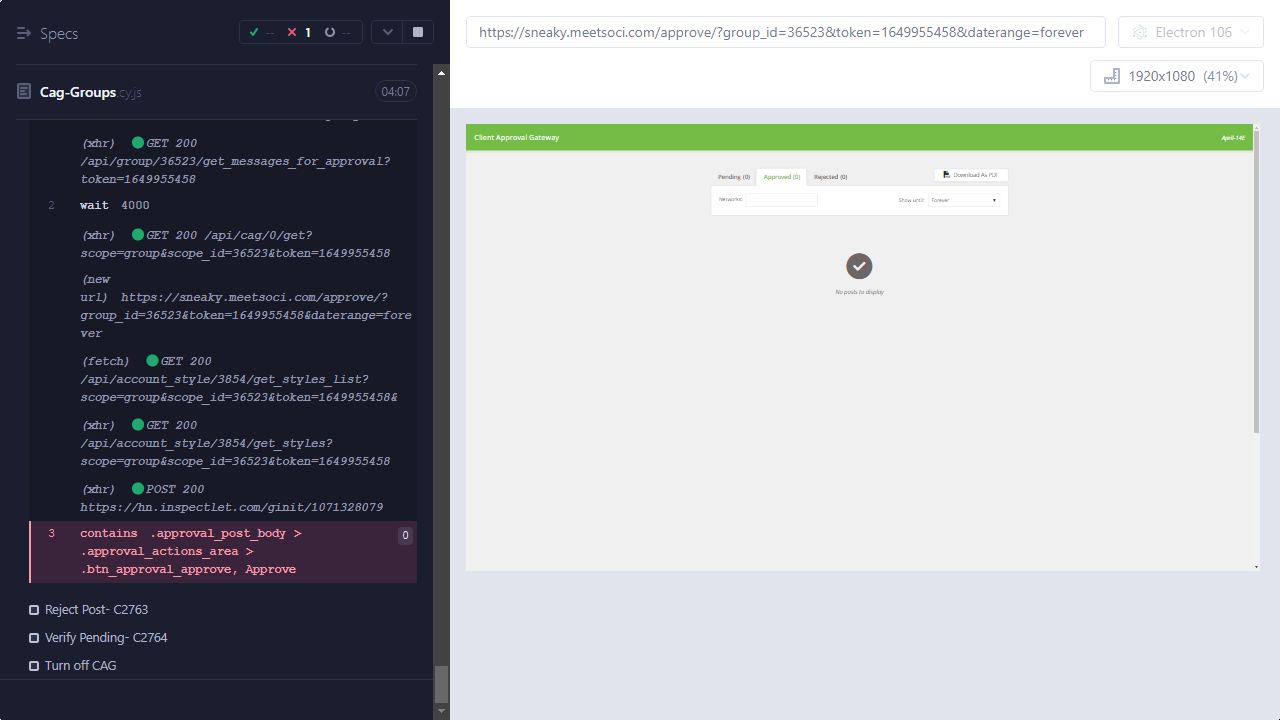 Specs
-- 1 --
Cag-Groups.cy.js
04:07
(xhr) GET 200
/api/group/36523/get_messages_for_approval?
token=1649955458
2 wait 4000
(xhr) GET 200 /api/cag/0/get?
scope=group&scope_id=36523&token=1649955458
(new
url) https://sneaky.meetsoci.com/approve/?
group_id=36523&token=1649955458&daterange=fore
ver
(fetch) GET 200
/api/account_style/3854/get_styles_list?
scope=group&scope_id=36523&token=1649955458&
(xhr) GET 200
/api/account_style/3854/get_styles?
scope=group&scope_id=36523&token=1649955458
(xhr) POST 200
https://hn.inspectlet.com/ginit/1071328079
3 contains .approval_post_body > 0
.approval_actions_area >
.btn_approval_approve, Approve
Reject Post- C2763
Verify Pending- C2764
Turn off CAG
https://sneaky.meetsoci.com/approve/?group_id=36523&token=1649955458&daterange=forever
Electron 106
1920x1080 (41%)
Client Approval Gateway
April-14E
Pending (0) Approved (0) Rejected (0) Download As PDF
Networks: Show until: Forever
No posts to display